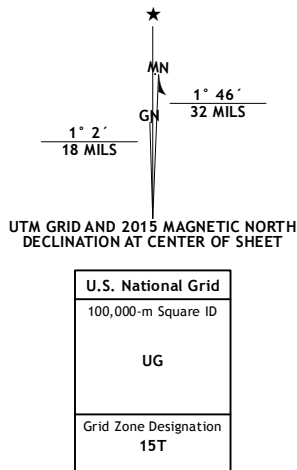 ★
MN
GN
1° 46´
32 MILS
1° 2´
18 MILS
UTM GRID AND 2015 MAGNETIC NORTH
DECLINATION AT CENTER OF SHEET
U.S. National Grid
100,000-m Square ID
UG
Grid Zone Designation
15T